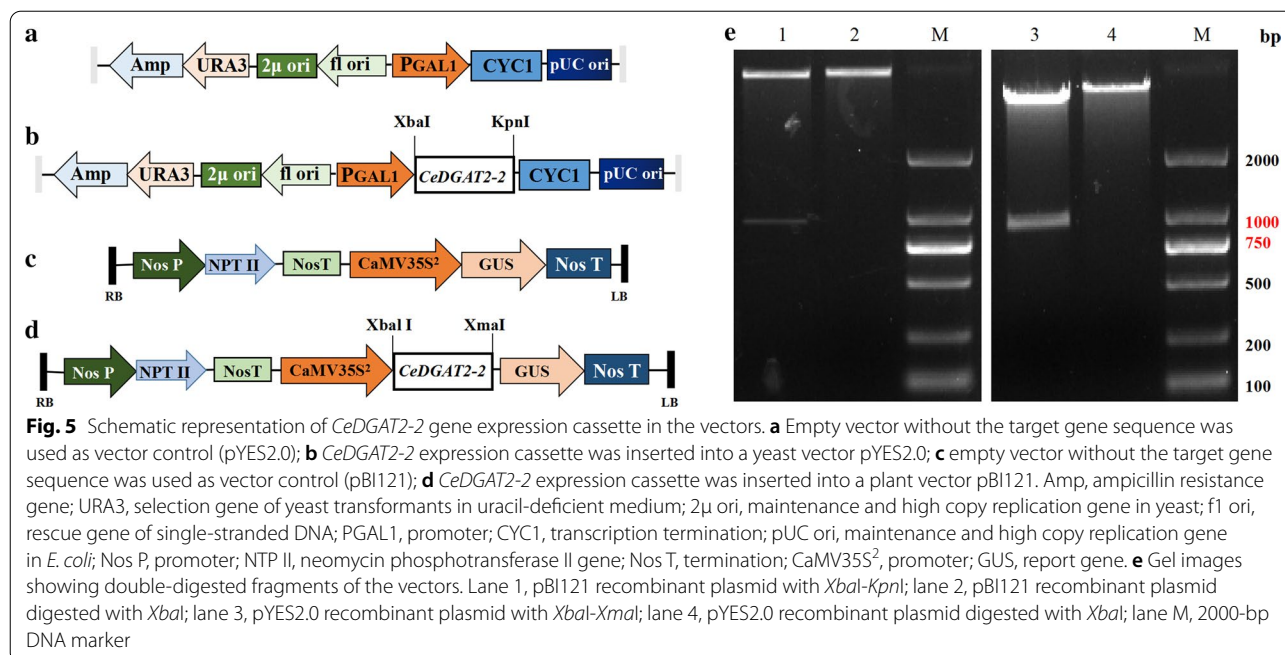 a
Amp URA3 2μ ori fl ori PGAL1 CYC1 pUC ori
b
XbaI KpnI
Amp URA3 2μ ori fl ori PGAL1 CeDGAT2-2 CYC1 pUC ori
c
Nos P NPT II NosT CaMV35S² GUS Nos T
RB LB
d
Xbal I XmaI
Nos P NPT II NosT CaMV35S² CeDGAT2-2 GUS Nos T
RB LB
e 1 2 M 3 4 M bp
2000
1000
750
500
200
100
Fig. 5 Schematic representation of CeDGAT2-2 gene expression cassette in the vectors. a Empty vector without the target gene sequence was
used as vector control (pYES2.0); b CeDGAT2-2 expression cassette was inserted into a yeast vector pYES2.0; c empty vector without the target gene
sequence was used as vector control (pBI121); d CeDGAT2-2 expression cassette was inserted into a plant vector pBI121. Amp, ampicillin resistance
gene; URA3, selection gene of yeast transformants in uracil-deficient medium; 2μ ori, maintenance and high copy replication gene in yeast; f1 ori,
rescue gene of single-stranded DNA; PGAL1, promoter; CYC1, transcription termination; pUC ori, maintenance and high copy replication gene
in E. coli; Nos P, promoter; NTP II, neomycin phosphotransferase II gene; Nos T, termination; CaMV35S², promoter; GUS, report gene. e Gel images
showing double-digested fragments of the vectors. Lane 1, pBI121 recombinant plasmid with XbaI-KpnI; lane 2, pBI121 recombinant plasmid
digested with XbaI; lane 3, pYES2.0 recombinant plasmid with XbaI-XmaI; lane 4, pYES2.0 recombinant plasmid digested with XbaI; lane M, 2000-bp
DNA marker